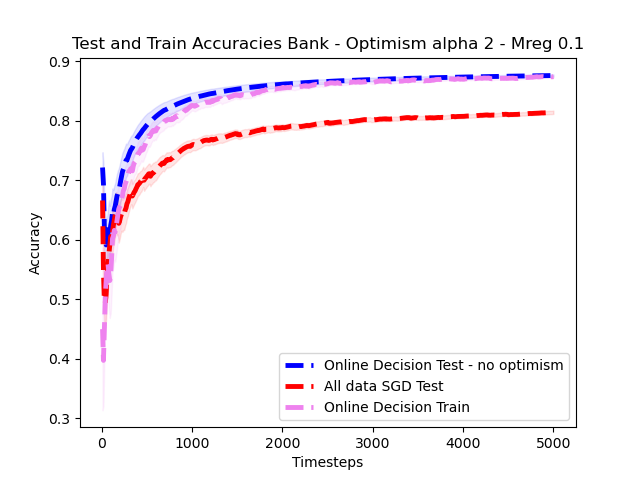 Test and Train Accuracies Bank - Optimism alpha 2 - Mreg 0.1
Accuracy
0.9
0.8
0.7
0.6
0.5
0.4
0.3
Online Decision Test - no optimism
All data SGD Test
Online Decision Train
0 1000 2000 3000 4000 5000
Timesteps